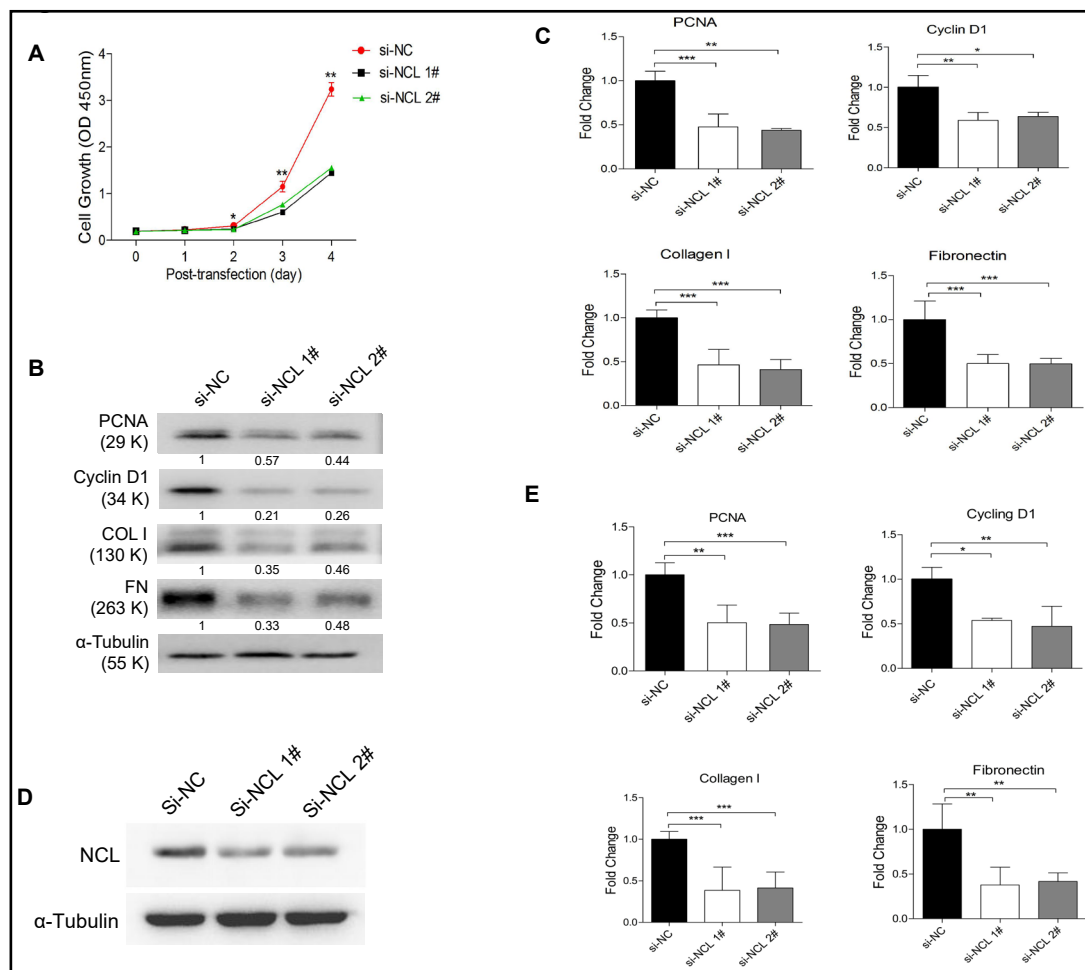 A
si-NC
si-NCL 1#
si-NCL 2#
Cell Growth (OD 450nm)
4
3
2
1
0
*
**
**
0 1 2 3 4
Post-transfection (day)
B
si-NC si-NCL 1# si-NCL 2#
PCNA
(29 K)
1 0.57 0.44
Cyclin D1
(34 K)
1 0.21 0.26
COL I
(130 K)
1 0.35 0.46
FN
(263 K)
1 0.33 0.48
α-Tubulin
(55 K)
C
PCNA
Fold Change
1.5
1.0
0.5
0.0
**
***
si-NC si-NCL 1# si-NCL 2#
Cyclin D1
Fold Change
1.5
1.0
0.5
0.0
*
**
si-NC si-NCL 1# si-NCL 2#
Collagen I
Fold Change
1.5
1.0
0.5
0.0
***
***
si-NC si-NCL 1# si-NCL 2#
Fibronectin
Fold Change
1.5
1.0
0.5
0.0
***
***
si-NC si-NCL 1# si-NCL 2#
D
Si-NC Si-NCL 1# Si-NCL 2#
NCL
α-Tubulin
E
PCNA
Fold Change
1.5
1.0
0.5
0.0
***
**
si-NC si-NCL 1# si-NCL 2#
Cycling D1
Fold Change
1.5
1.0
0.5
0.0
**
*
si-NC si-NCL 1# si-NCL 2#
Collagen I
Fold Change
1.5
1.0
0.5
0.0
***
***
si-NC si-NCL 1# si-NCL 2#
Fibronectin
Fold Change
1.5
1.0
0.5
0.0
**
**
si-NC si-NCL 1# si-NCL 2#